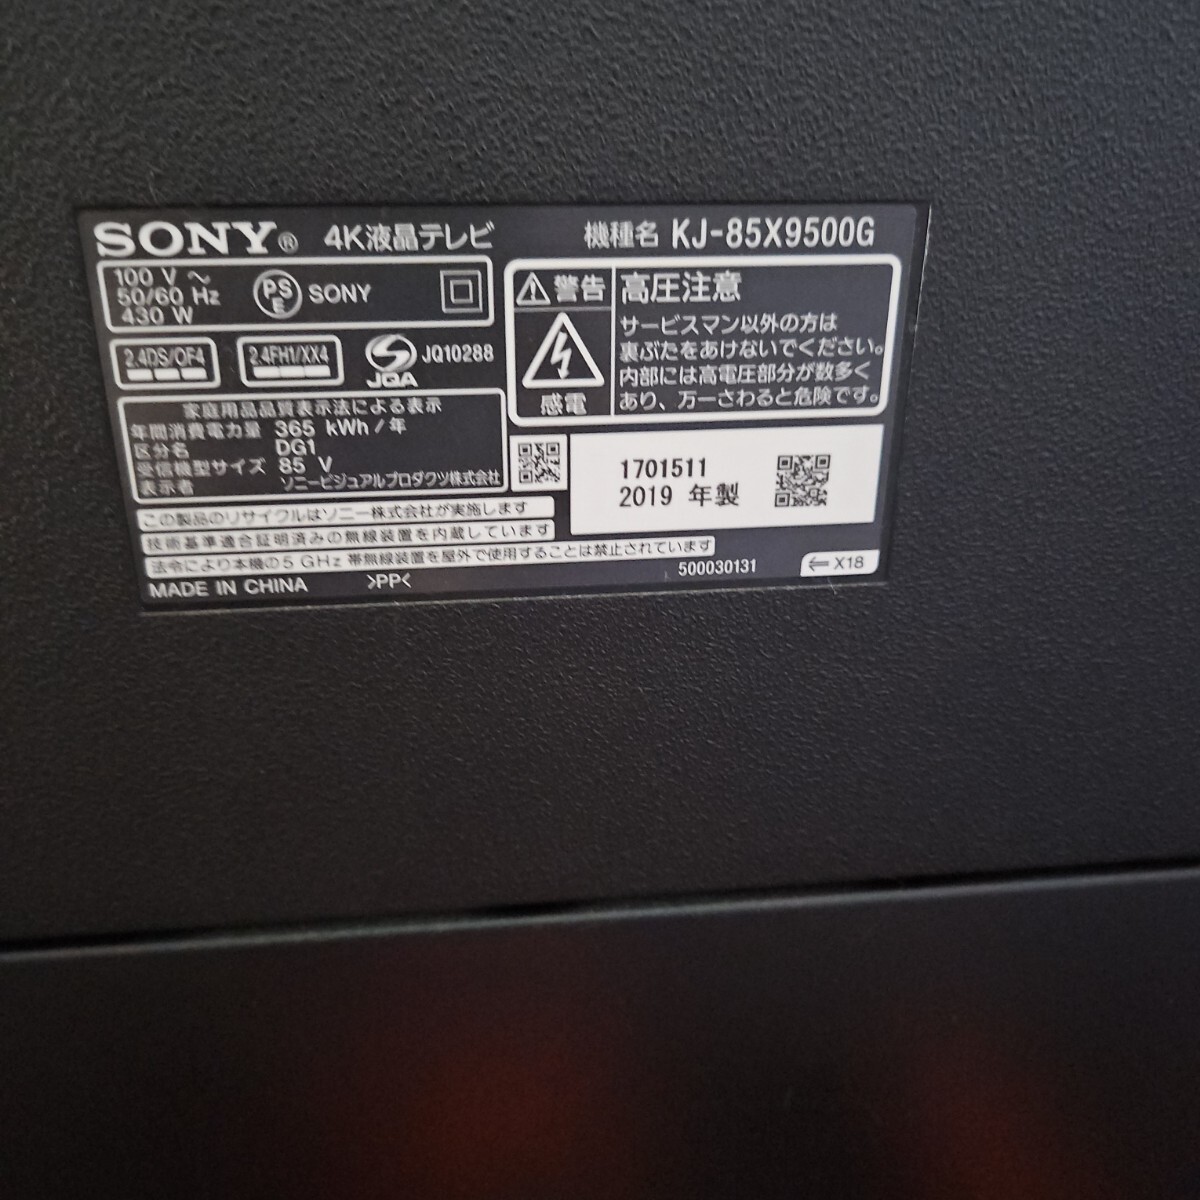 SONY® 4K液晶テレビ 機種名 KJ-85X9500G
100 V ～
50/60 Hz
430 W
PS
E
SONY
2.4DS/OF4
2.4FH1/XX4
JQA
JQ10288
家庭用品品質表示法による表示
年間消費電力量 365 kWh/年
区分名 DG1
受信機型サイズ 85 V
表示者 ソニービジュアルプロダクツ株式会社
警告
感電
高圧注意
サービスマン以外の方は
裏ぶたをあけないでください。
内部には高電圧部分が数多く
あり、万一さわると危険です。
1701511
2019 年製
この製品のリサイクルはソニー株式会社が実施します
技術基準適合証明済みの無線装置を内蔵しています
法令により本機の5 GHz 帯無線装置を屋外で使用することは禁止されています
MADE IN CHINA >PP<
500030131
⇐ X18